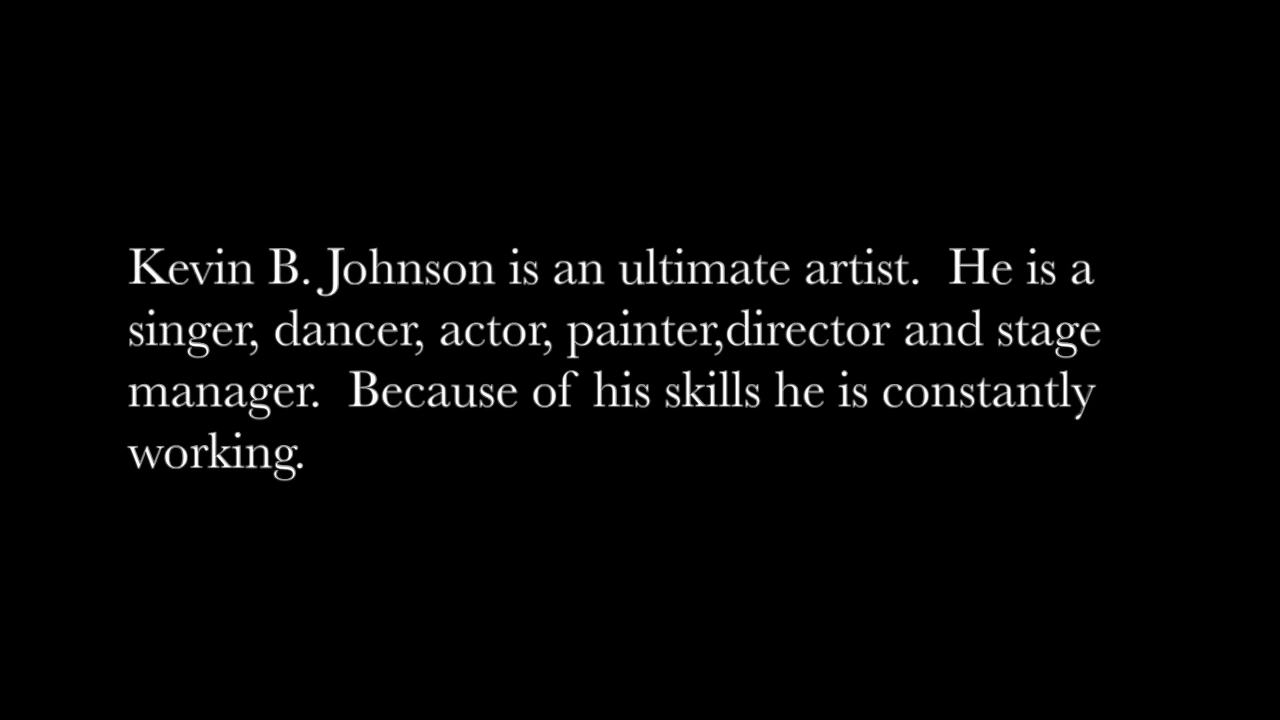 Kevin B. Johnson is an ultimate artist.  He is a
singer, dancer, actor, painter,director and stage
manager.  Because of his skills he is constantly
working.